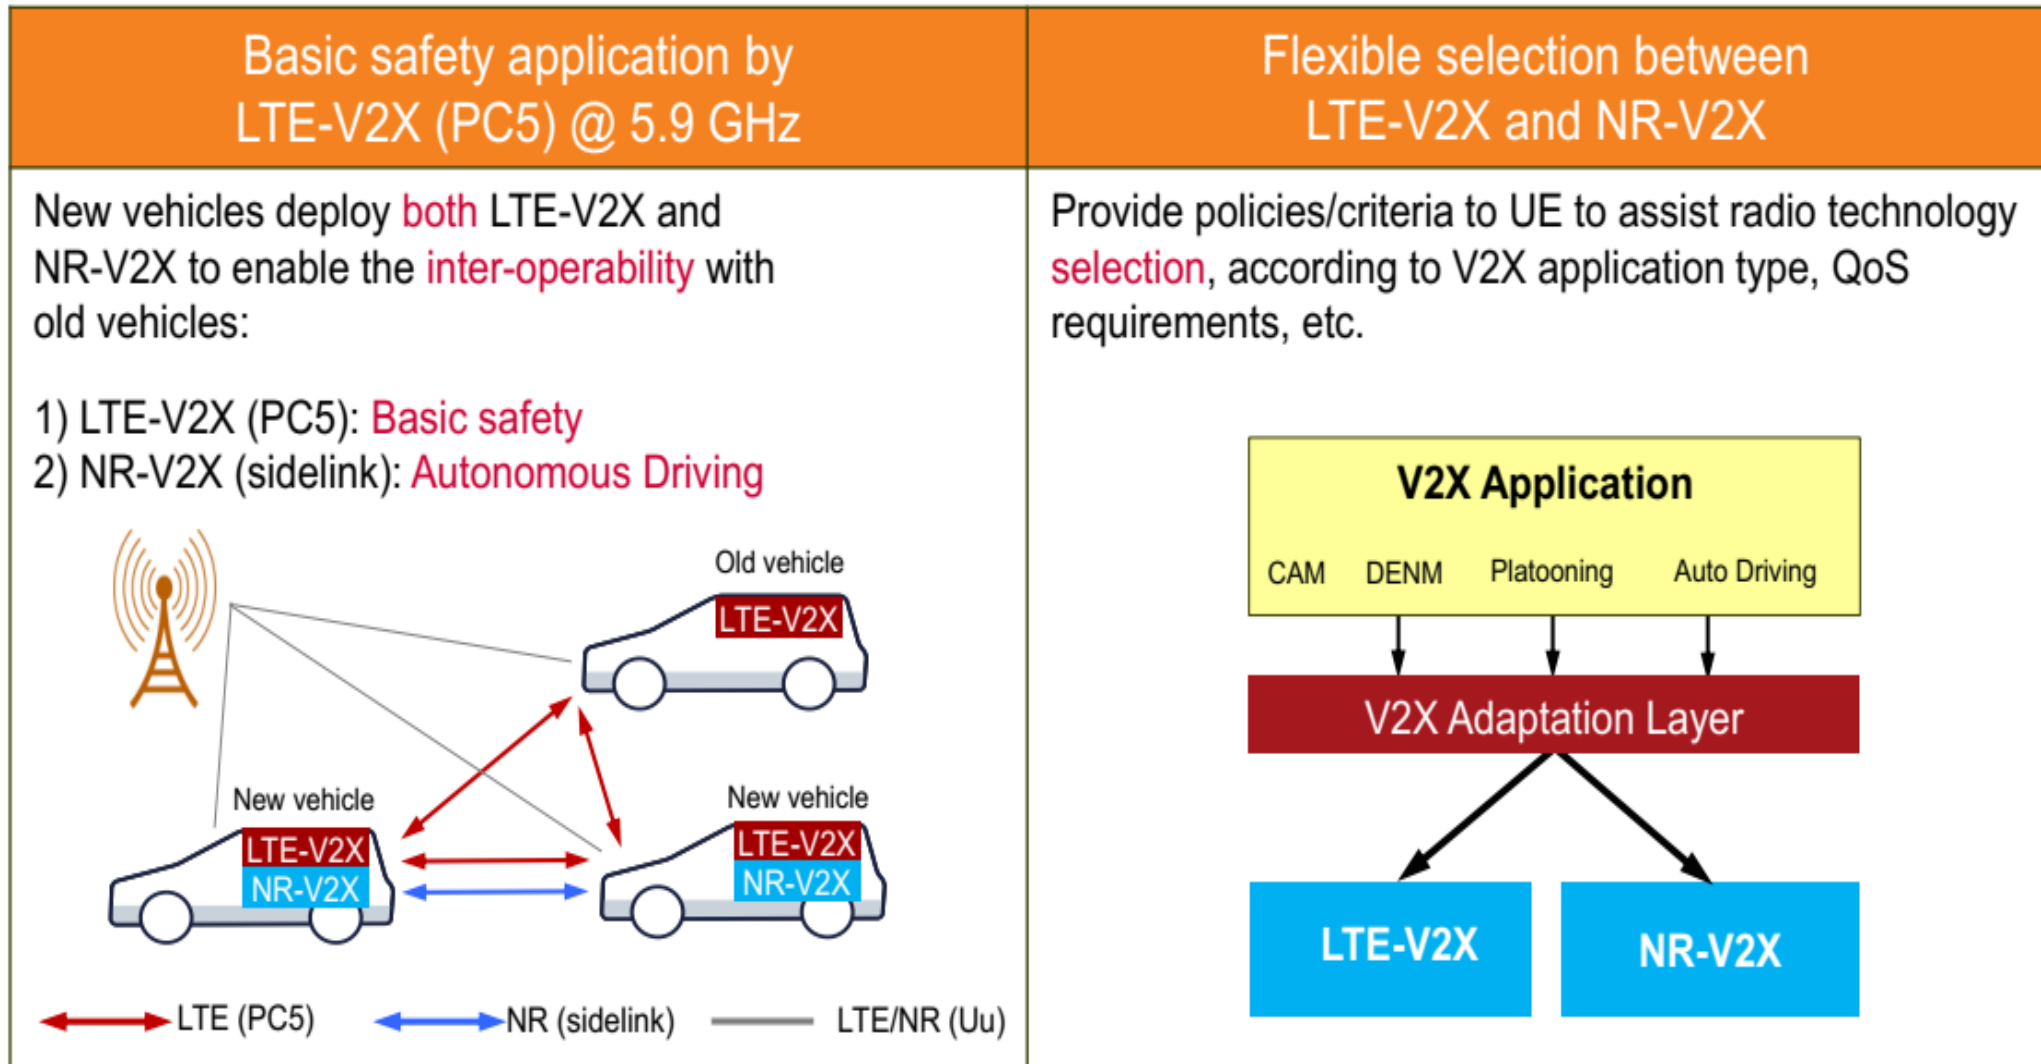 Basic safety application by
LTE-V2X (PC5) @ 5.9 GHz
Flexible selection between
LTE-V2X and NR-V2X
New vehicles deploy both LTE-V2X and
NR-V2X to enable the inter-operability with
old vehicles:
1) LTE-V2X (PC5): Basic safety
2) NR-V2X (sidelink): Autonomous Driving
Old vehicle
LTE-V2X
New vehicle
LTE-V2X
NR-V2X
New vehicle
LTE-V2X
NR-V2X
LTE (PC5)
NR (sidelink)
LTE/NR (Uu)
Provide policies/criteria to UE to assist radio technology
selection, according to V2X application type, QoS
requirements, etc.
V2X Application
CAM DENM Platooning Auto Driving
V2X Adaptation Layer
LTE-V2X
NR-V2X